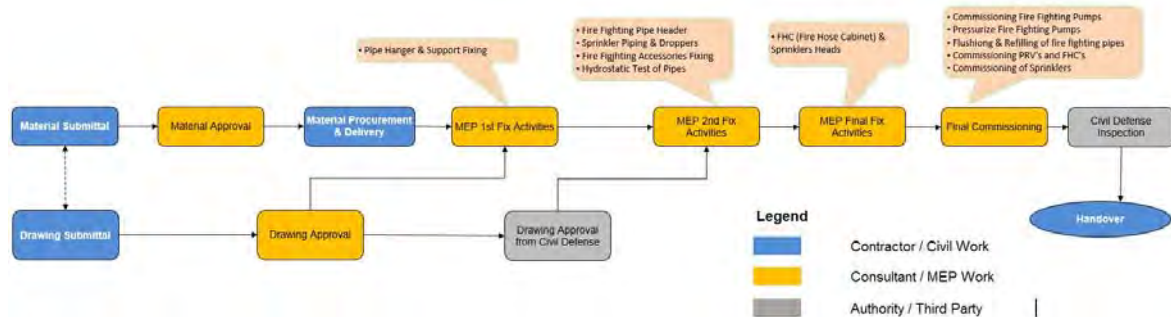 • Pipe Hanger & Support Fixing
• Fire Fighting Pipe Header
• Sprinkler Piping & Droppers
• Fire Fighting Accessories Fixing
• Hydrostatic Test of Pipes
• FHC (Fire Hose Cabinet) &
Sprinklers Heads
• Commissioning Fire Fighting Pumps
• Pressurize Fire Fighting Pumps
• Flushiong & Refilling of fire fighting pipes
• Commissioning PRV's and FHC's
• Commissiong of Sprinklers
Material Submittal
Material Approval
Material Procurement
& Delivery
MEP 1st Fix Activities
MEP 2nd Fix
Activities
MEP Final Fix
Activities
Final Commissioning
Civil Defense
Inspection
Drawing Submittal
Drawing Approval
Drawing Approval
from Civil Defense
Handover
Legend
Contractor / Civil Work
Consultant / MEP Work
Authority / Third Party